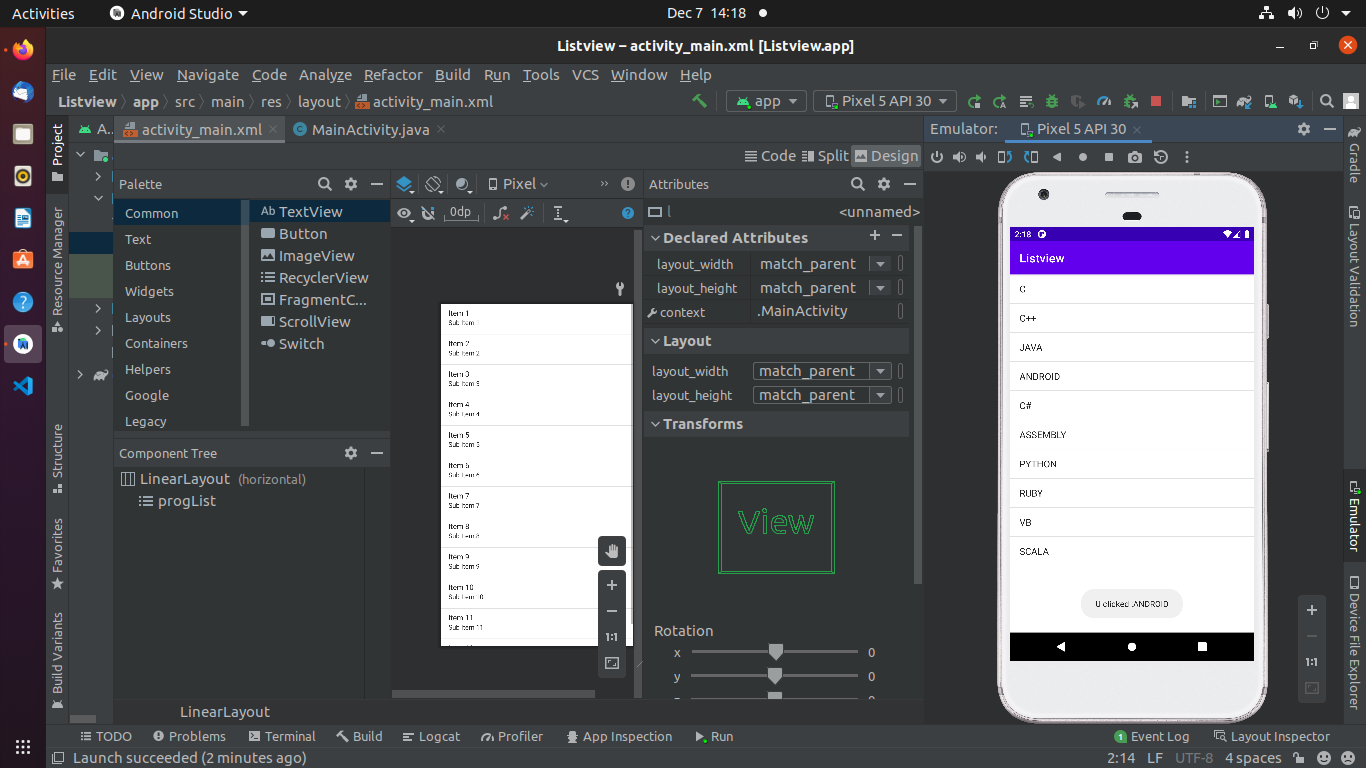 Activities Android Studio Dec 7 14:18
Listview – activity_main.xml [Listview.app]
File Edit View Navigate Code Analyze Refactor Build Run Tools VCS Window Help
Listview app src main res layout activity_main.xml app Pixel 5 API 30
Project
Resource Manager
Structure
Favorites
Build Variants
A...
activity_main.xml MainActivity.java
Code Split Design
Palette
Common
Text
Buttons
Widgets
Layouts
Containers
Helpers
Google
Legacy
Ab TextView
Button
ImageView
RecyclerView
FragmentC...
ScrollView
Switch
Component Tree
LinearLayout (horizontal)
progList
Pixel
0dp
Item 1
Sub Item 1
Item 2
Sub Item 2
Item 3
Sub Item 3
Item 4
Sub Item 4
Item 5
Sub Item 5
Item 6
Sub Item 6
Item 7
Sub Item 7
Item 8
Sub Item 8
Item 9
Sub Item 9
Item 10
Sub Item 10
Item 11
Sub Item 11
1:1
Attributes
<unnamed>
Declared Attributes
layout_width match_parent
layout_height match_parent
context .MainActivity
Layout
layout_width match_parent
layout_height match_parent
Transforms
View
Rotation
x 0
y 0
Emulator: Pixel 5 API 30
2:18
Listview
C
C++
JAVA
ANDROID
C#
ASSEMBLY
PYTHON
RUBY
VB
SCALA
U clicked :ANDROID
1:1
Gradle
Layout Validation
Emulator
Device File Explorer
LinearLayout
TODO Problems Terminal Build Logcat Profiler App Inspection Run 1 Event Log Layout Inspector
Launch succeeded (2 minutes ago) 2:14 LF UTF-8 4 spaces